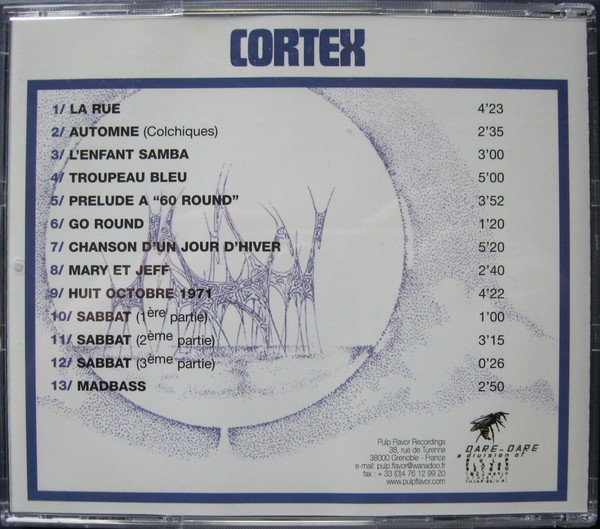 CORTEX
1/ LA RUE 4'23
2/ AUTOMNE (Colchiques) 2'35
3/ L'ENFANT SAMBA 3'00
4/ TROUPEAU BLEU 5'00
5/ PRELUDE A "60 ROUND" 3'52
6/ GO ROUND 1'20
7/ CHANSON D'UN JOUR D'HIVER 5'20
8/ MARY ET JEFF 2'40
9/ HUIT OCTOBRE 1971 4'22
10/ SABBAT (1ère partie) 1'00
11/ SABBAT (2ème partie) 3'15
12/ SABBAT (3ème partie) 0'26
13/ MADBASS 2'50
Pulp Flavor Recordings
38, rue de Turenne
38000 Grenoble - France
e-mail: pulp.flavor@wanadoo.fr
fax : + 33 (0)4 76 12 99 20
www.pulpflavor.com
DARE-DARE
a division of
PULP
FLAVOR